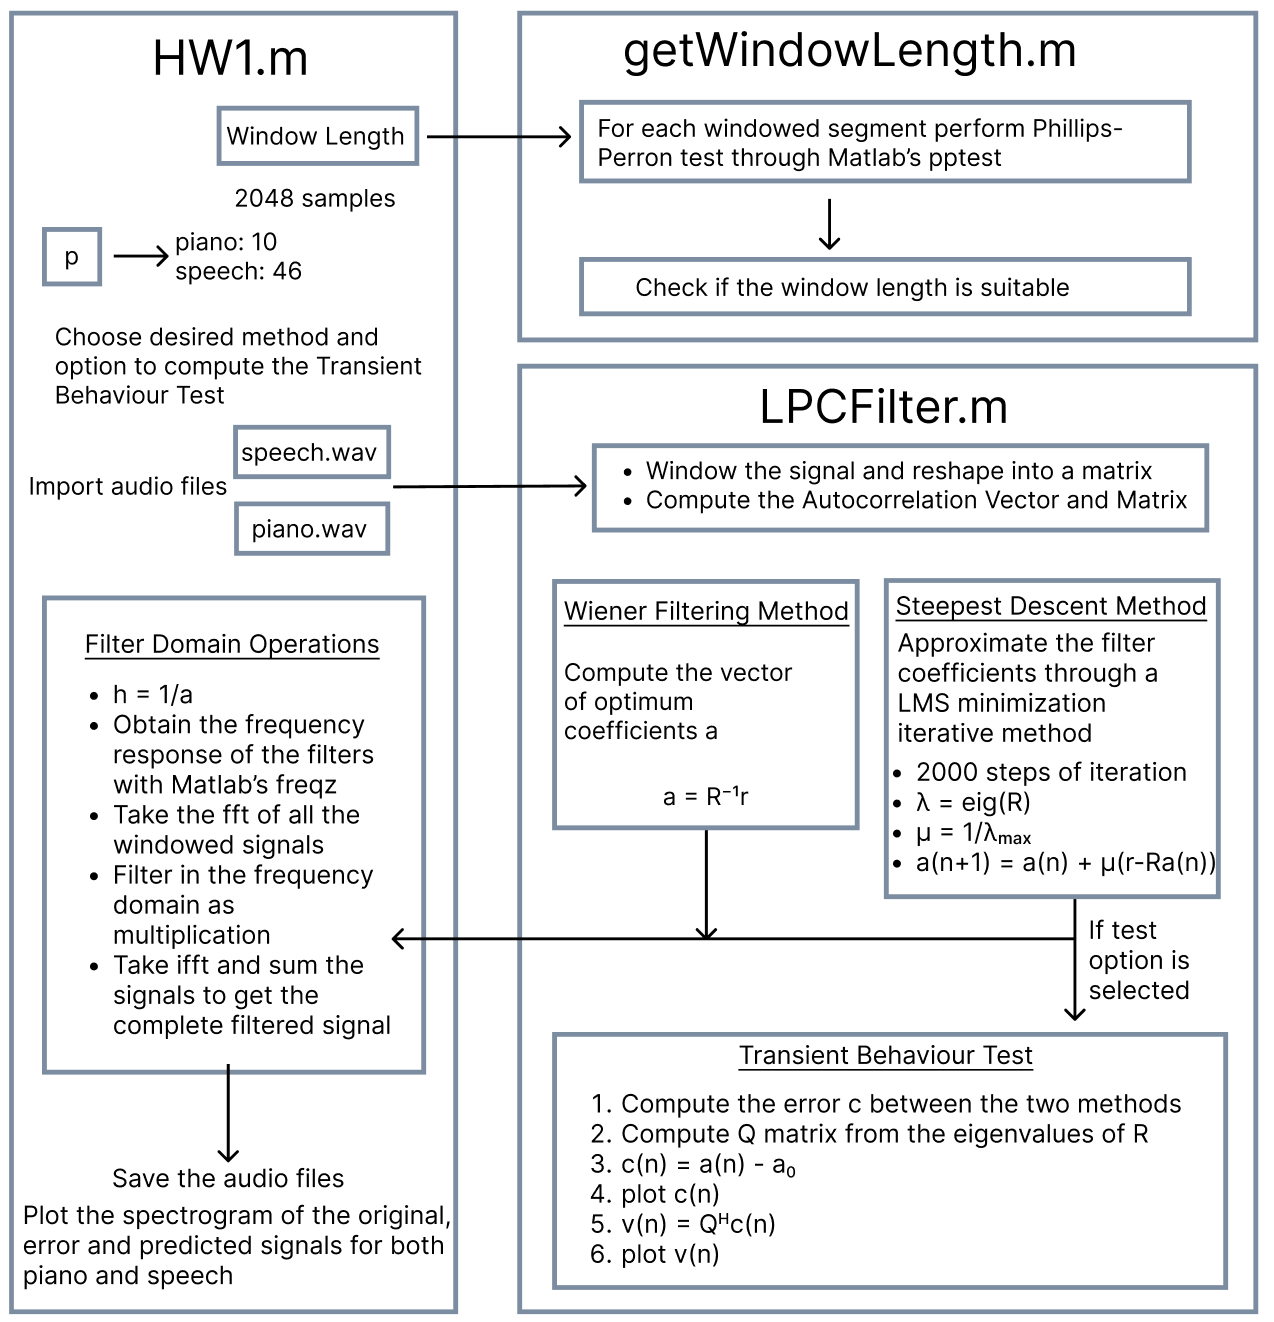 HW1.m
Window Length
2048 samples
p
piano: 10
speech: 46
Choose desired method and
option to compute the Transient
Behaviour Test
speech.wav
Import audio files
piano.wav
Filter Domain Operations
• h = 1/a
• Obtain the frequency
response of the filters
with Matlab’s freqz
• Take the fft of all the
windowed signals
• Filter in the frequency
domain as
multiplication
• Take ifft and sum the
signals to get the
complete filtered signal
Save the audio files
Plot the spectrogram of the original,
error and predicted signals for both
piano and speech
getWindowLength.m
For each windowed segment perform Phillips-
Perron test through Matlab’s pptest
Check if the window length is suitable
LPCFilter.m
• Window the signal and reshape into a matrix
• Compute the Autocorrelation Vector and Matrix
Wiener Filtering Method
Compute the vector
of optimum
coefficients a
a = R⁻¹r
Steepest Descent Method
Approximate the filter
coefficients through a
LMS minimization
iterative method
• 2000 steps of iteration
• λ = eig(R)
• μ = 1/λₘₐₓ
• a(n+1) = a(n) + μ(r-Ra(n))
If test
option is
selected
Transient Behaviour Test
1. Compute the error c between the two methods
2. Compute Q matrix from the eigenvalues of R
3. c(n) = a(n) - a₀
4. plot c(n)
5. v(n) = Qᴴc(n)
6. plot v(n)